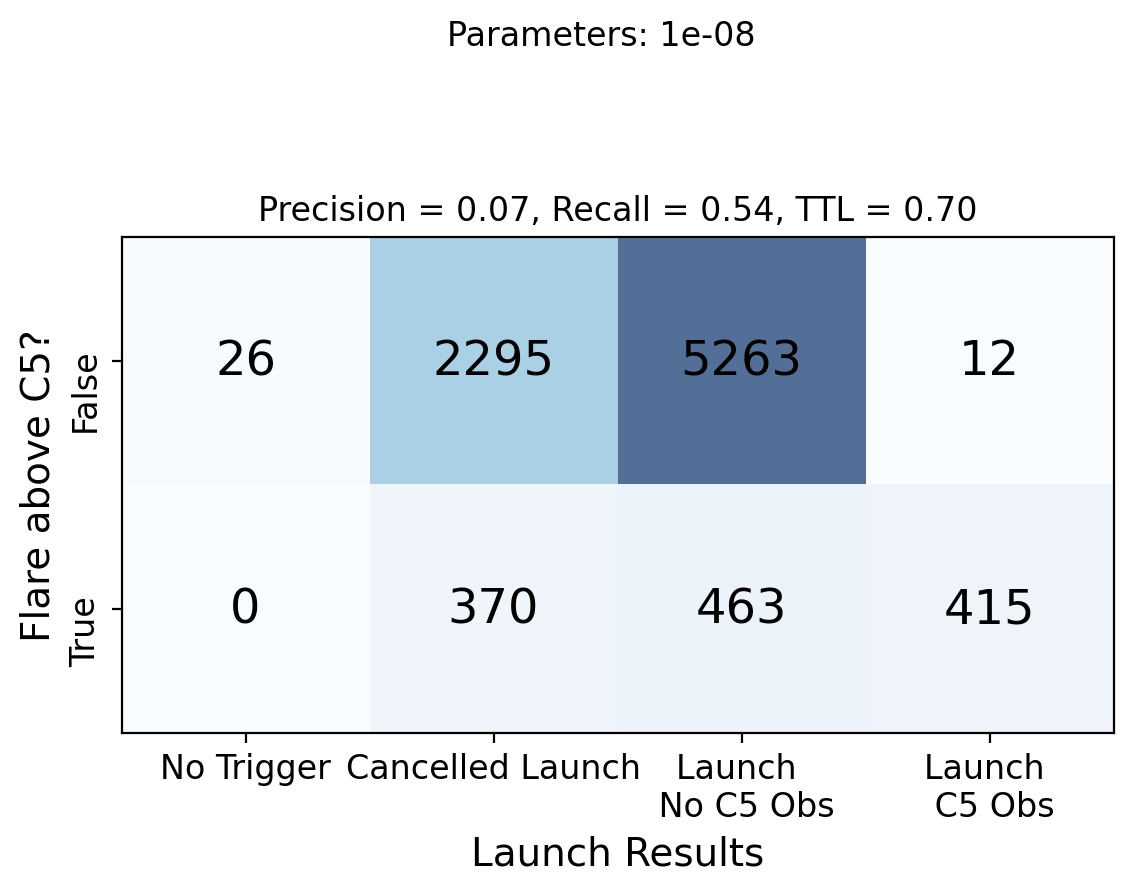 Parameters: 1e-08
Precision = 0.07, Recall = 0.54, TTL = 0.70
Flare above C5?
False
26 2295 5263 12
True
0 370 463 415
No Trigger Cancelled Launch Launch Launch
No C5 Obs C5 Obs
Launch Results